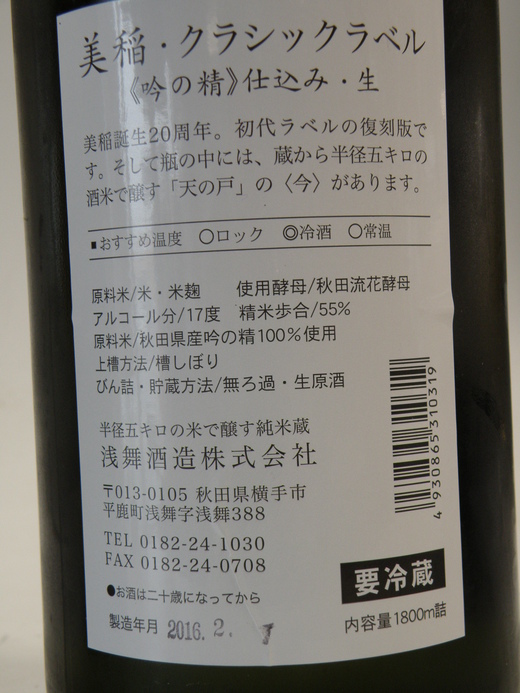 美稲・クラシックラベル
《吟の精》仕込み・生
美稲誕生20周年。初代ラベルの復刻版で
す。そして瓶の中には、蔵から半径五キロの
酒米で醸す「天の戸」の〈今〉があります。
■おすすめ温度 ○ロック ◎冷酒 ○常温
原料米/米・米麹 使用酵母/秋田流花酵母
アルコール分/17度 精米歩合/55%
原料米/秋田県産吟の精100%使用
上槽方法/槽しぼり
びん詰・貯蔵方法/無ろ過・生原酒
半径五キロの米で醸す純米蔵
浅舞酒造株式会社
〒013-0105 秋田県横手市
平鹿町浅舞字浅舞388
TEL 0182-24-1030
FAX 0182-24-0708
●お酒は二十歳になってから
製造年月 2016. 2.
4930865310319
要冷蔵
内容量1800m詰